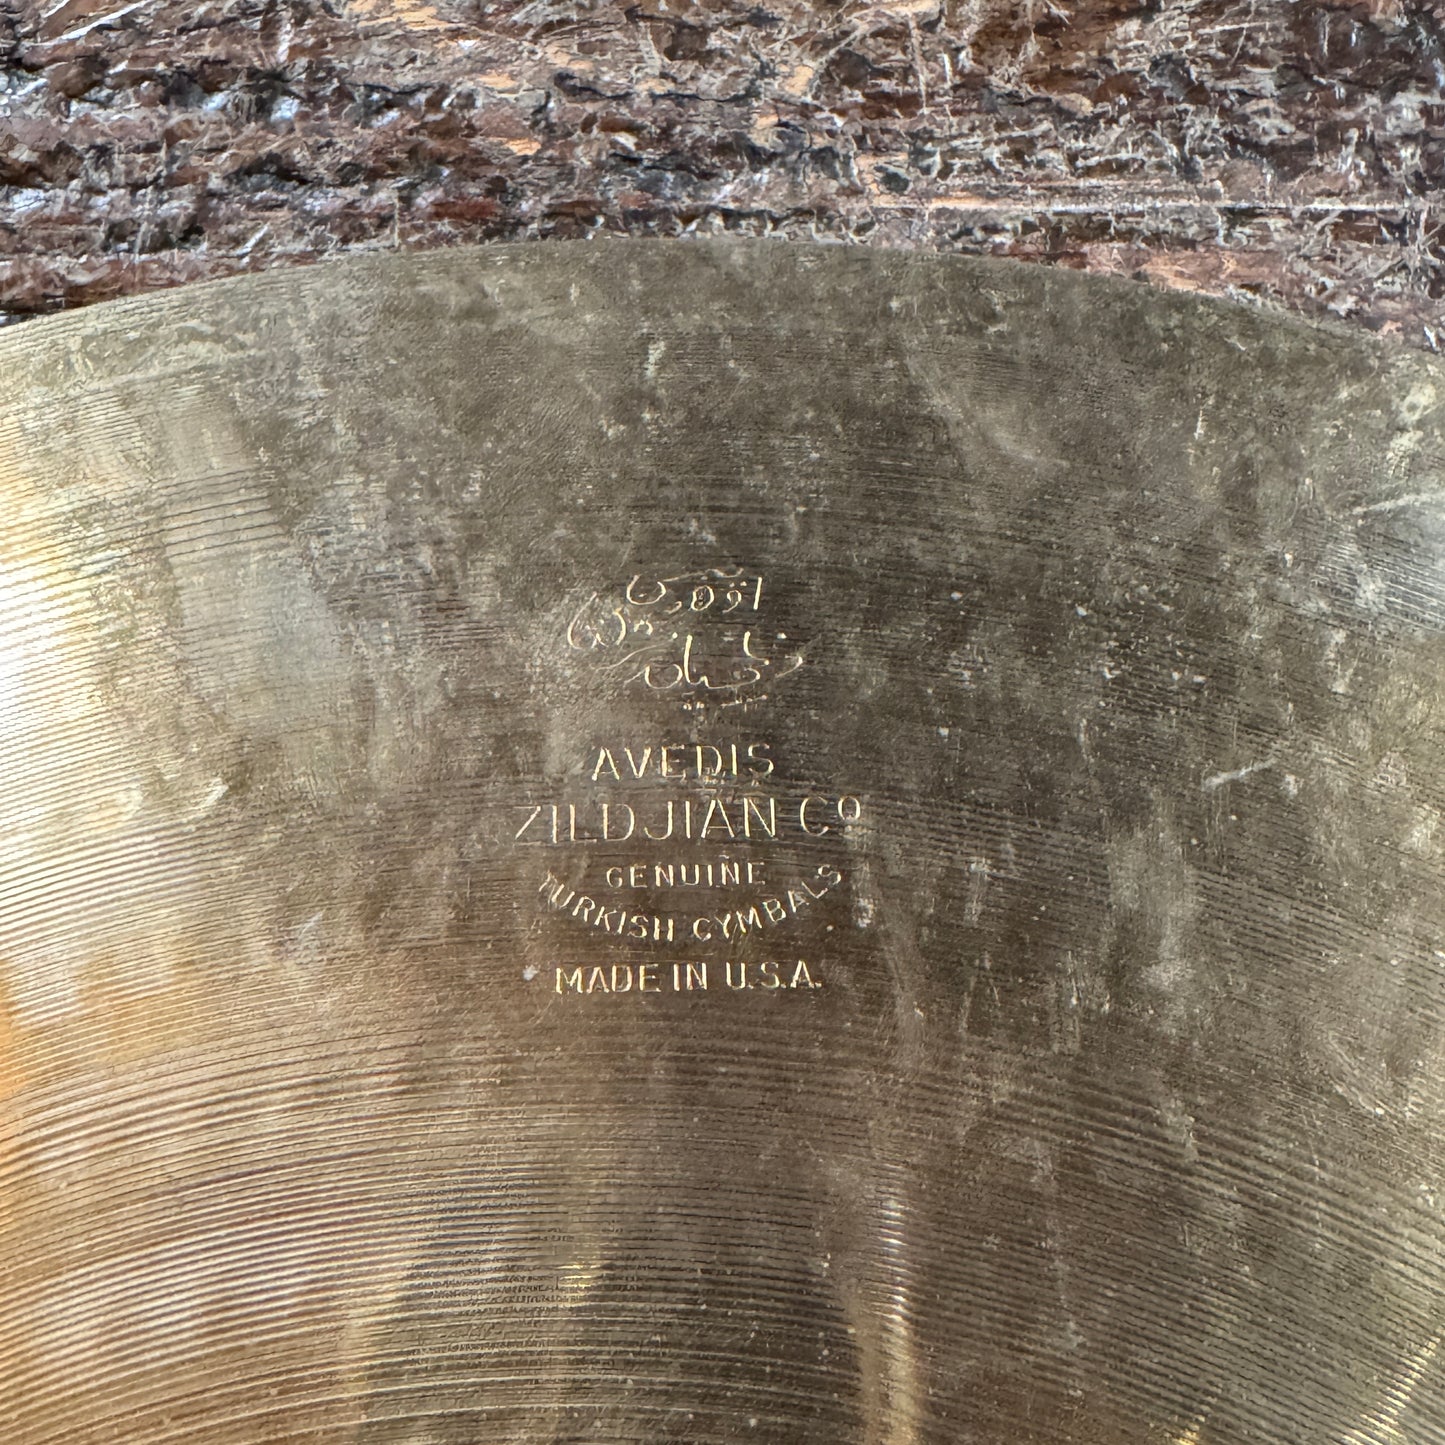 AVEDIS
ZILDJIAN Cº
GENUINE
TURKISH CYMBALS
MADE IN U.S.A.